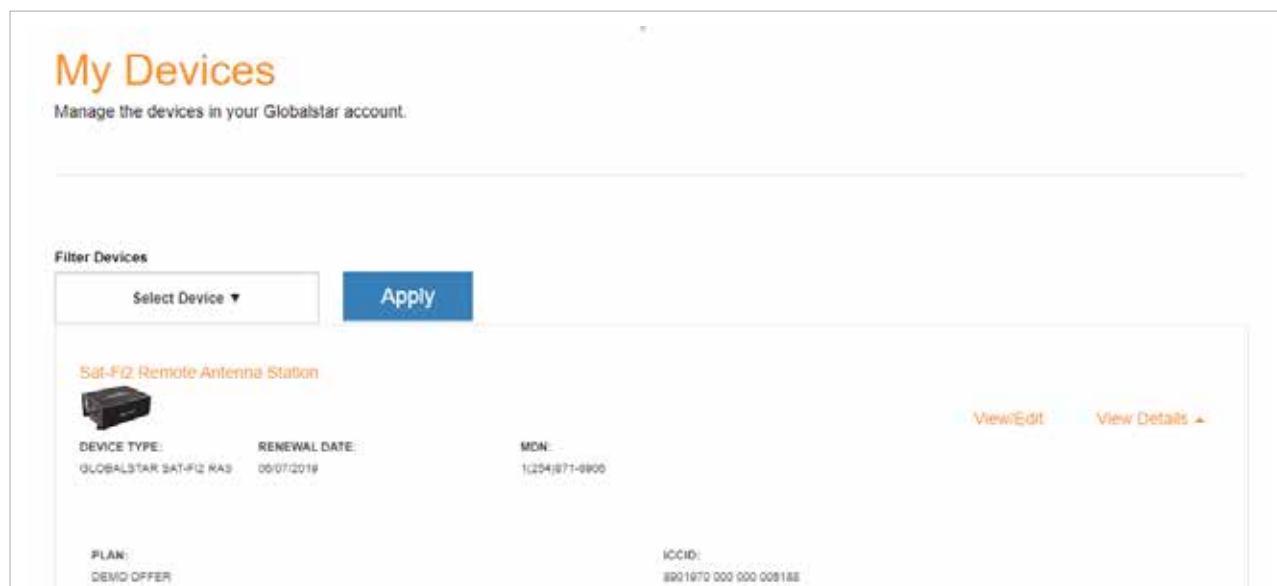 My Devices
Manage the devices in your Globalstar account.
Filter Devices
Select Device ▼
Apply
Sat-Fi2 Remote Antenna Station
View/Edit View Details ▲
DEVICE TYPE: RENEWAL DATE: MDN:
GLOBALSTAR SAT-FI2 RAS 06/07/2019
PLAN: ICCID:
DEMO OFFER